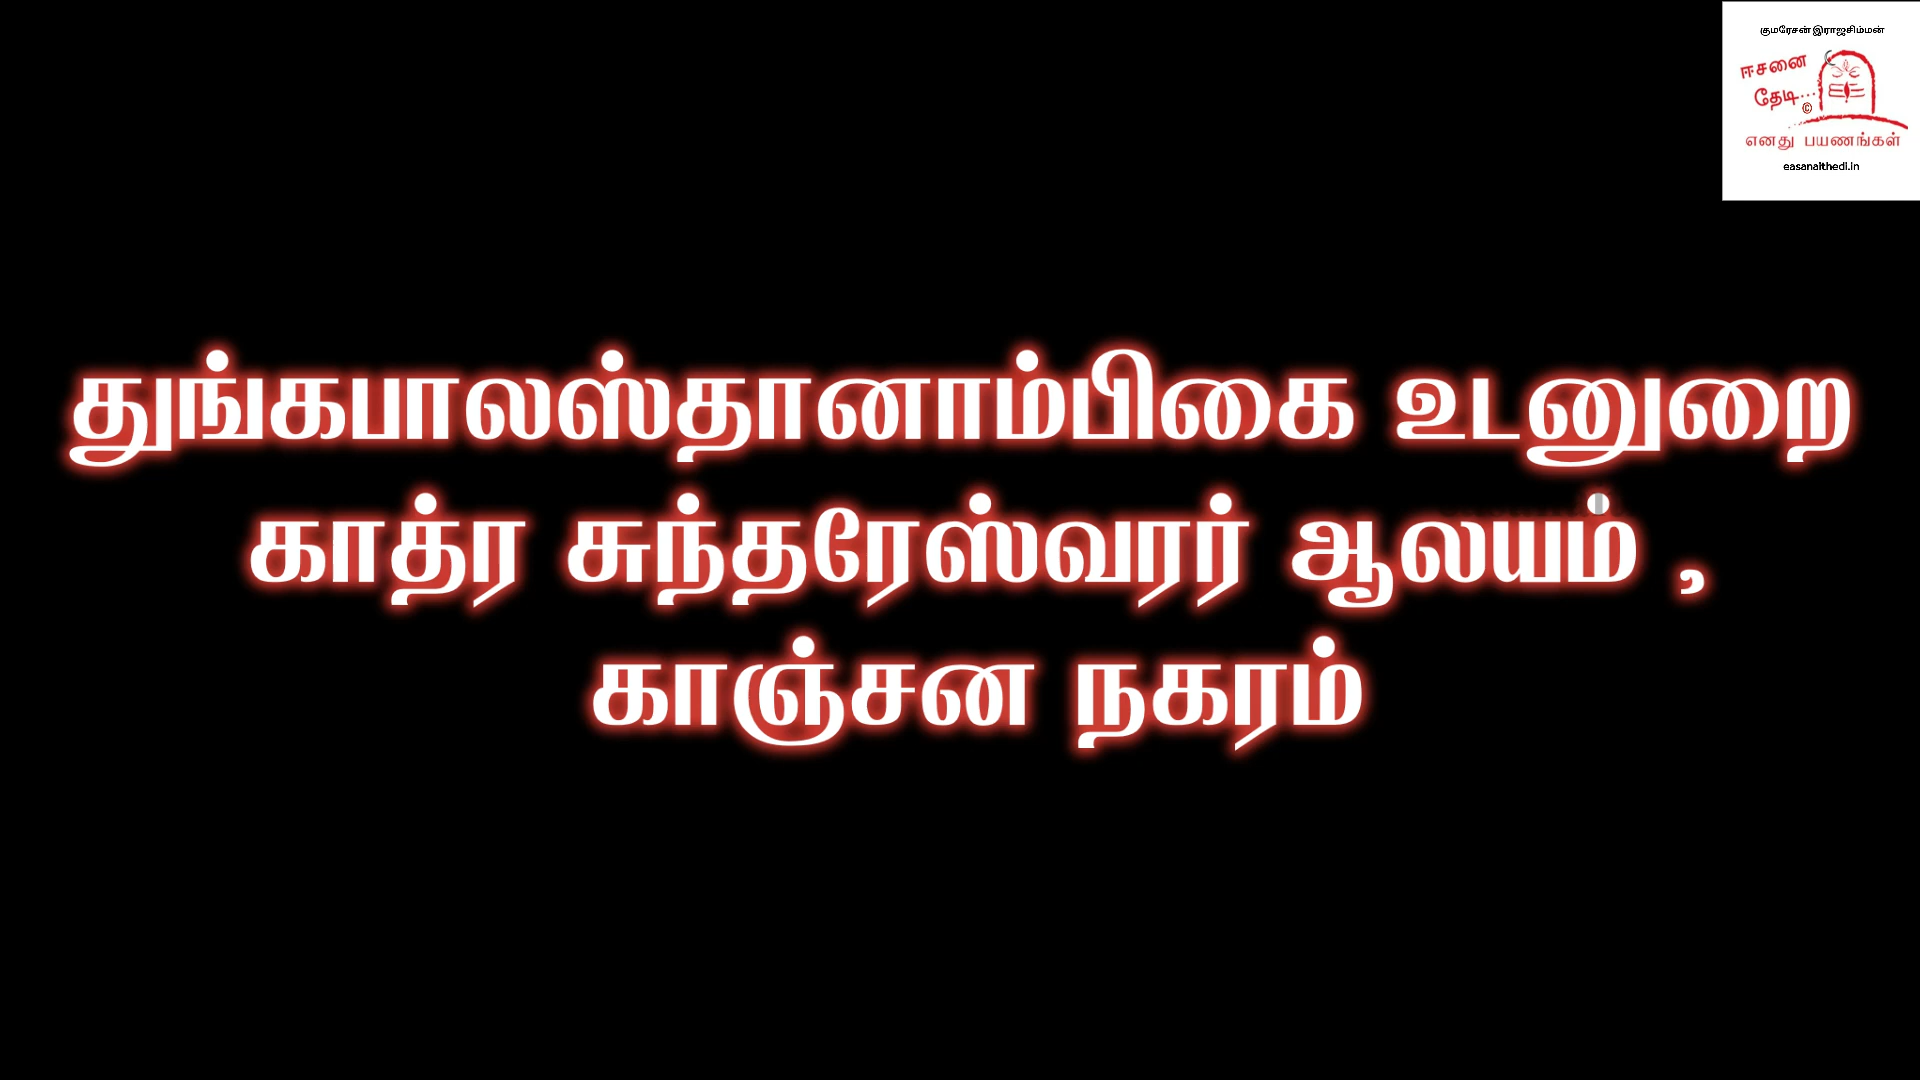 குமரேசன் இராஜசிம்மன்
ஈசனை
தேடி...
©
எனது பயணங்கள்
easanaithedi.in
துங்கபாலஸ்தானாம்பிகை உடனுறை
காத்ர சுந்தரேஸ்வரர் ஆலயம் ,
காஞ்சன நகரம்